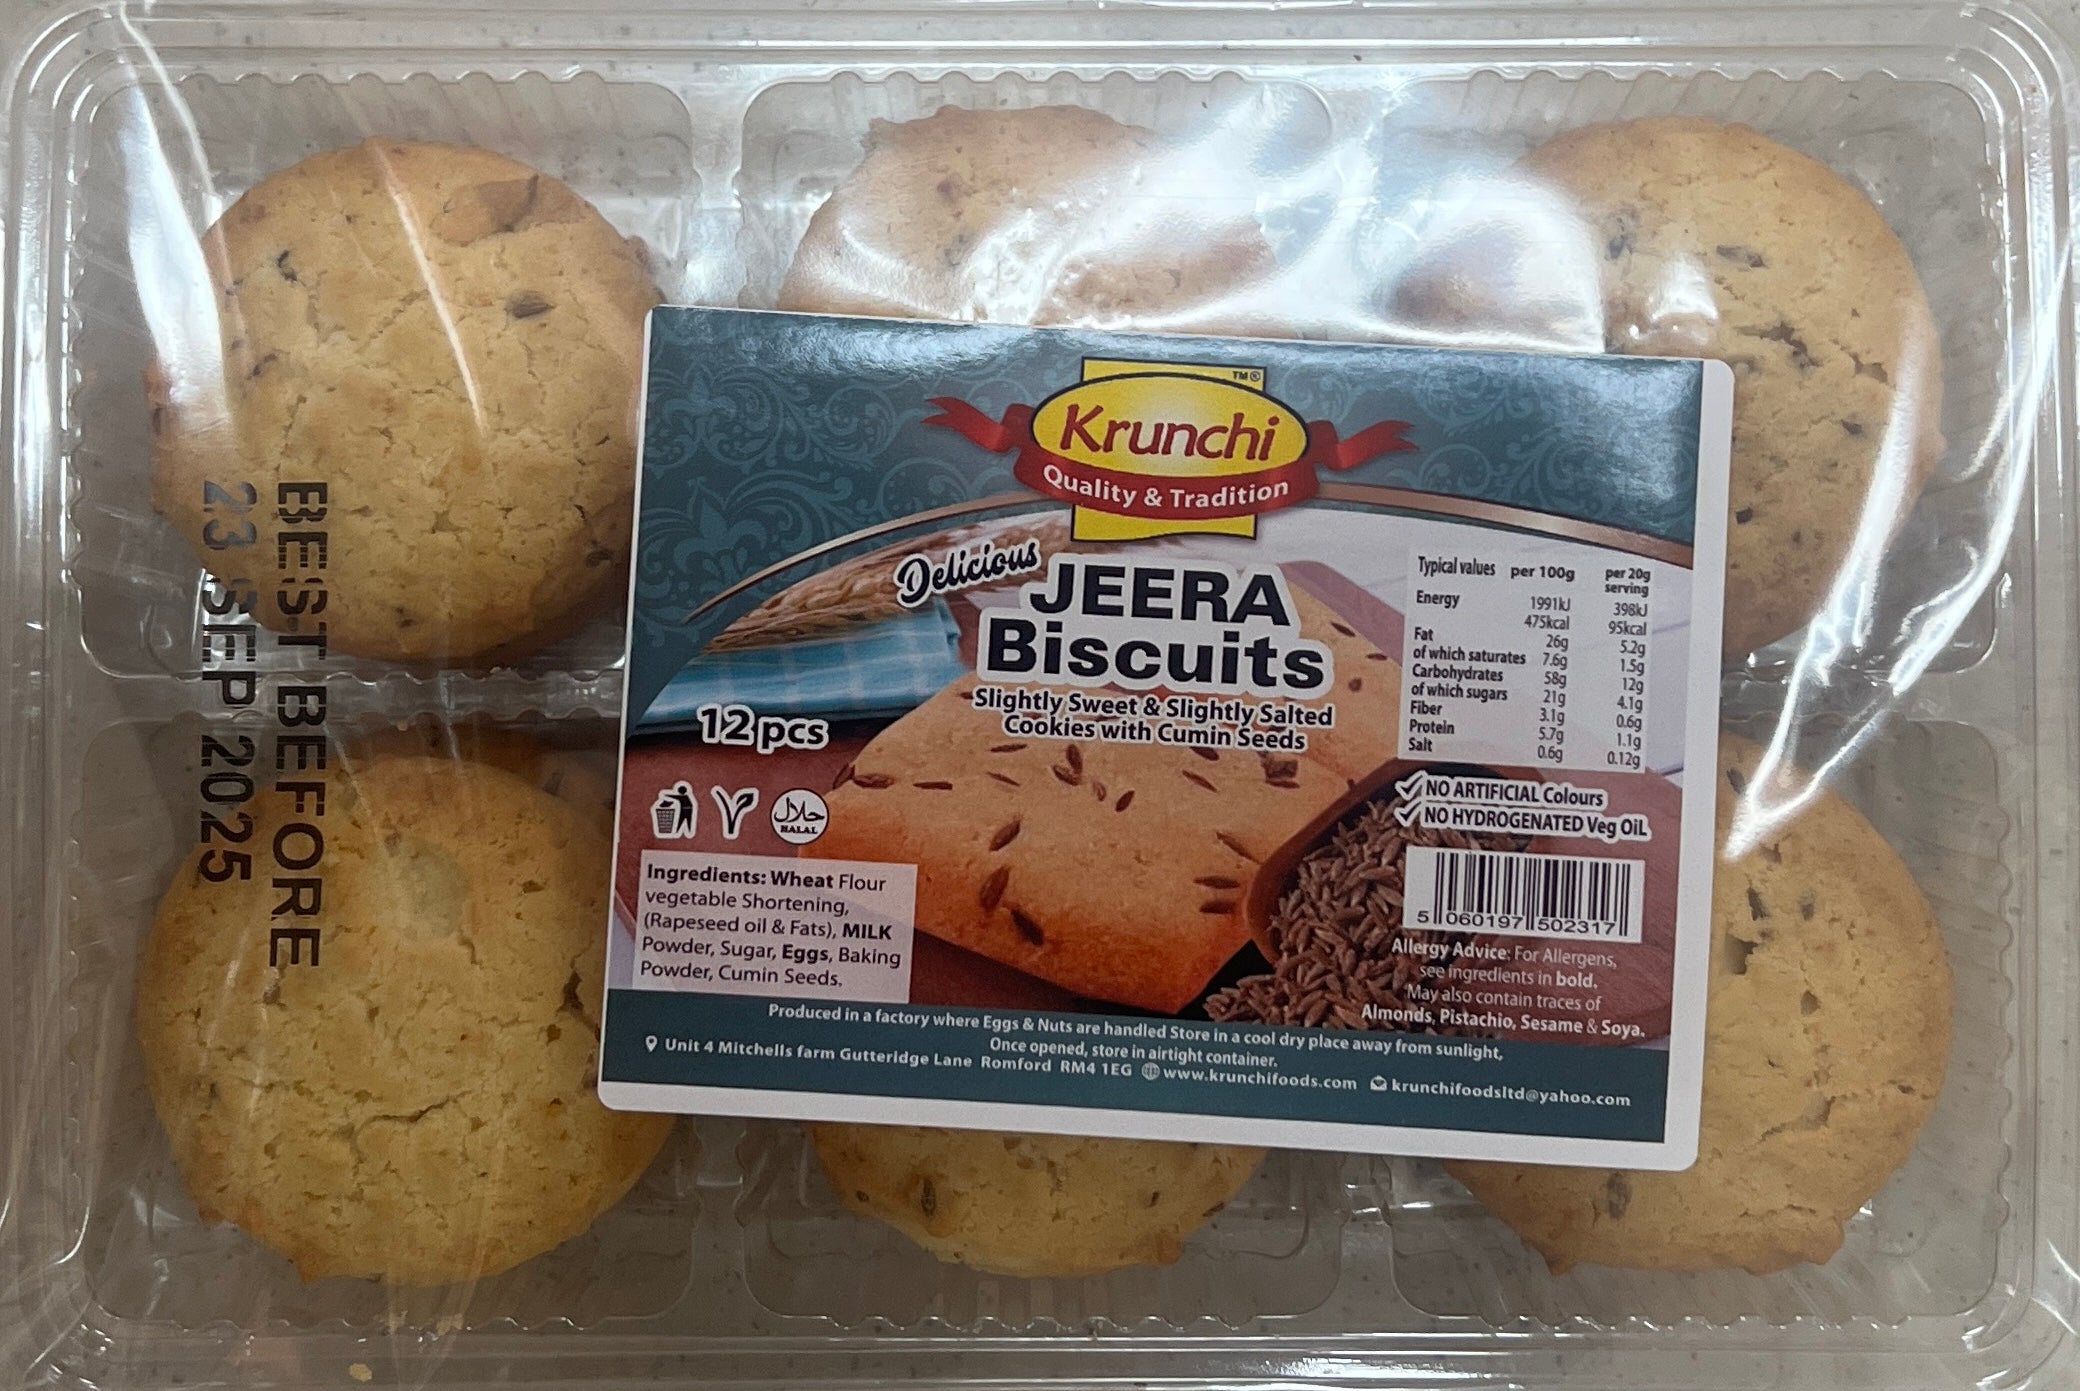 BEST BEFORE
23 SEP 2025
TM®
Krunchi
Quality & Tradition
Delicious
JEERA
Biscuits
Slightly Sweet & Slightly Salted
Cookies with Cumin Seeds
12 pcs
حلال
HALAL
Ingredients: Wheat Flour
vegetable Shortening,
(Rapeseed oil & Fats), MILK
Powder, Sugar, Eggs, Baking
Powder, Cumin Seeds.
Typical values per 100g per 20g
serving
Energy 1991kJ 398kJ
475kcal 95kcal
Fat 26g 5.2g
of which saturates 7.6g 1.5g
Carbohydrates 58g 12g
of which sugars 21g 4.1g
Fiber 3.1g 0.6g
Protein 5.7g 1.1g
Salt 0.6g 0.12g
NO ARTIFICIAL Colours
NO HYDROGENATED Veg OiL
5 060197 502317
Allergy Advice: For Allergens,
see ingredients in bold.
May also contain traces of
Almonds, Pistachio, Sesame & Soya.
Produced in a factory where Eggs & Nuts are handled Store in a cool dry place away from sunlight,
Once opened, store in airtight container.
Unit 4 Mitchells farm Gutteridge Lane Romford RM4 1EG www.krunchifoods.com krunchifoodsltd@yahoo.com